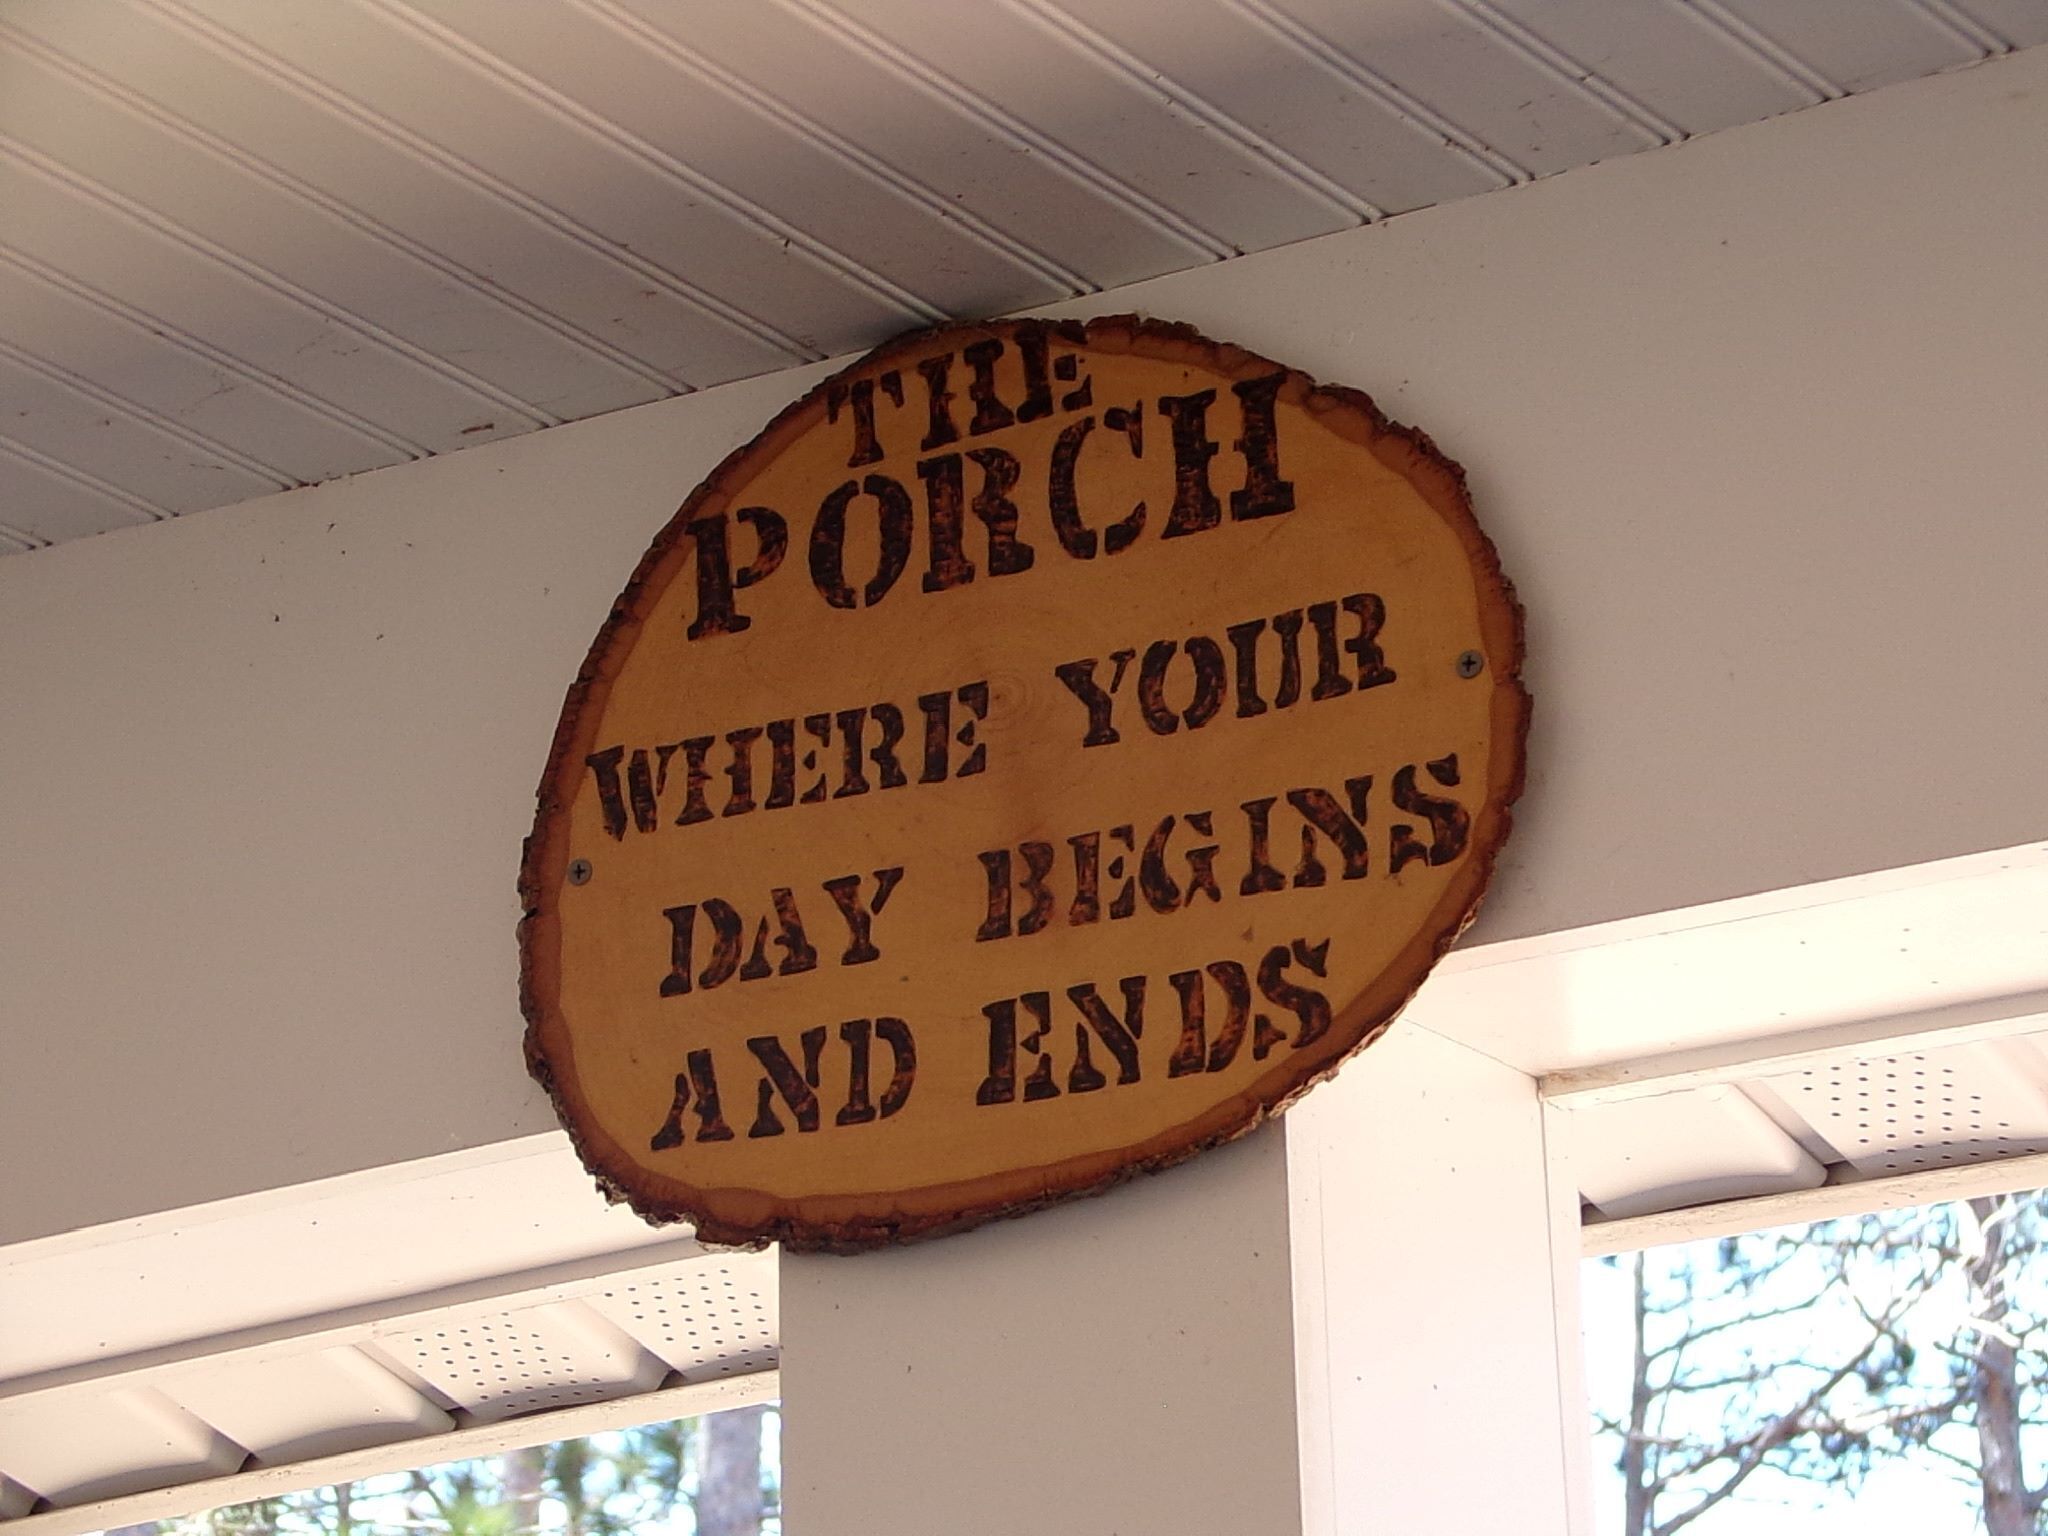 THE
PORCH
WHERE YOUR
DAY BEGINS
AND ENDS